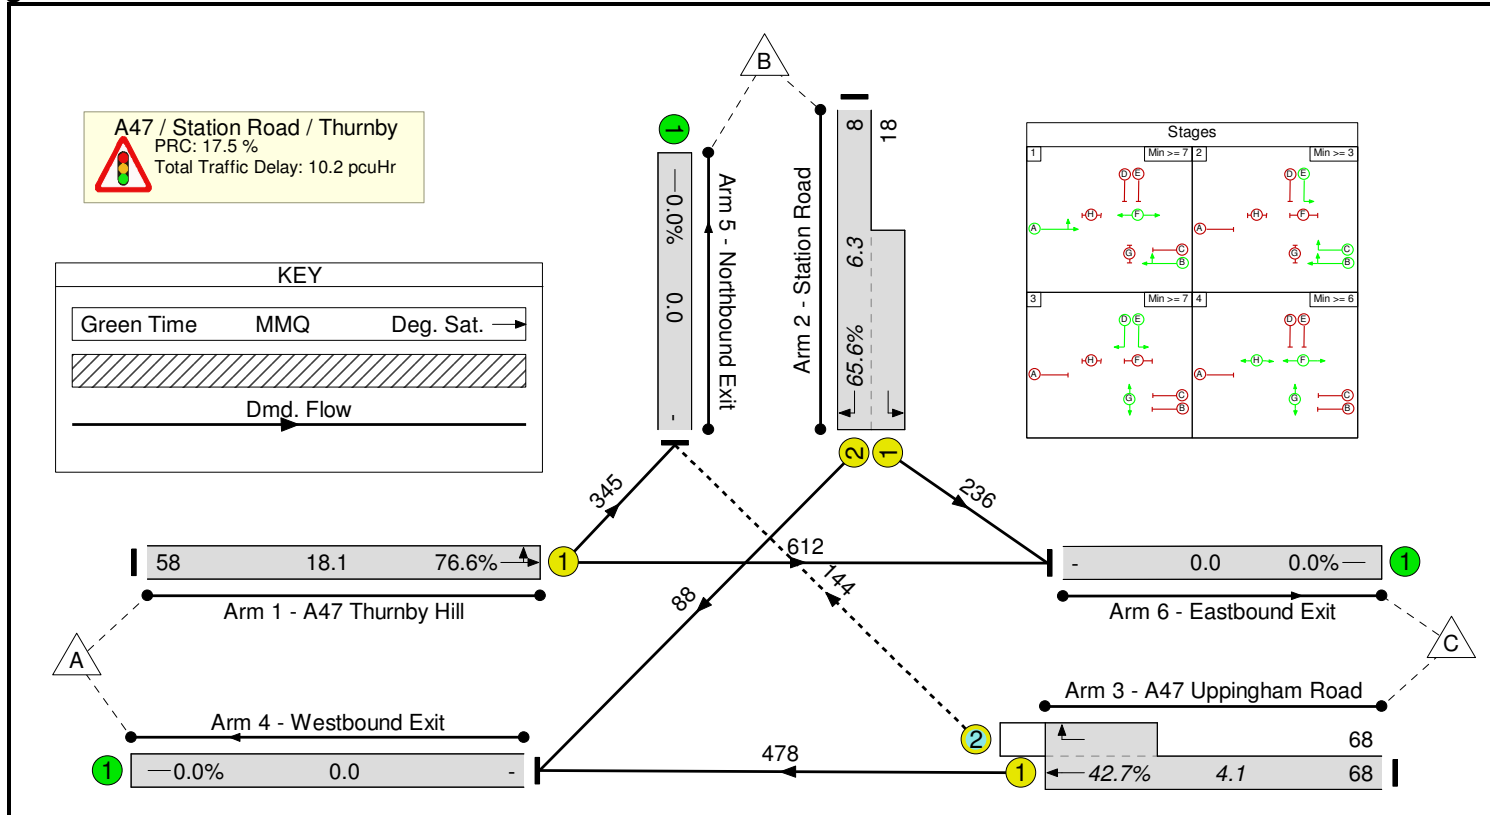 A47 / Station Road / Thurnby
PRC: 17.5 %
Total Traffic Delay: 10.2 pcuHr
KEY
Green Time MMQ Deg. Sat.
Dmd. Flow
B
1
0.0% 0.0 -
Arm 5 - Northbound Exit
Arm 2 - Station Road
8 6.3 65.6%
18
2 1
Stages
1 Min >= 7
D E
H F
A
G C
B
2 Min >= 3
D E
H F
A
G C
B
3 Min >= 7
D E
H F
A
G C
B
4 Min >= 6
D E
H F
A
G C
B
345
236
612
88
144
478
58 18.1 76.6% 1
Arm 1 - A47 Thurnby Hill
- 0.0 0.0% 1
Arm 6 - Eastbound Exit
A
C
Arm 4 - Westbound Exit
1 0.0% 0.0 -
Arm 3 - A47 Uppingham Road
2 68
1 42.7% 4.1 68